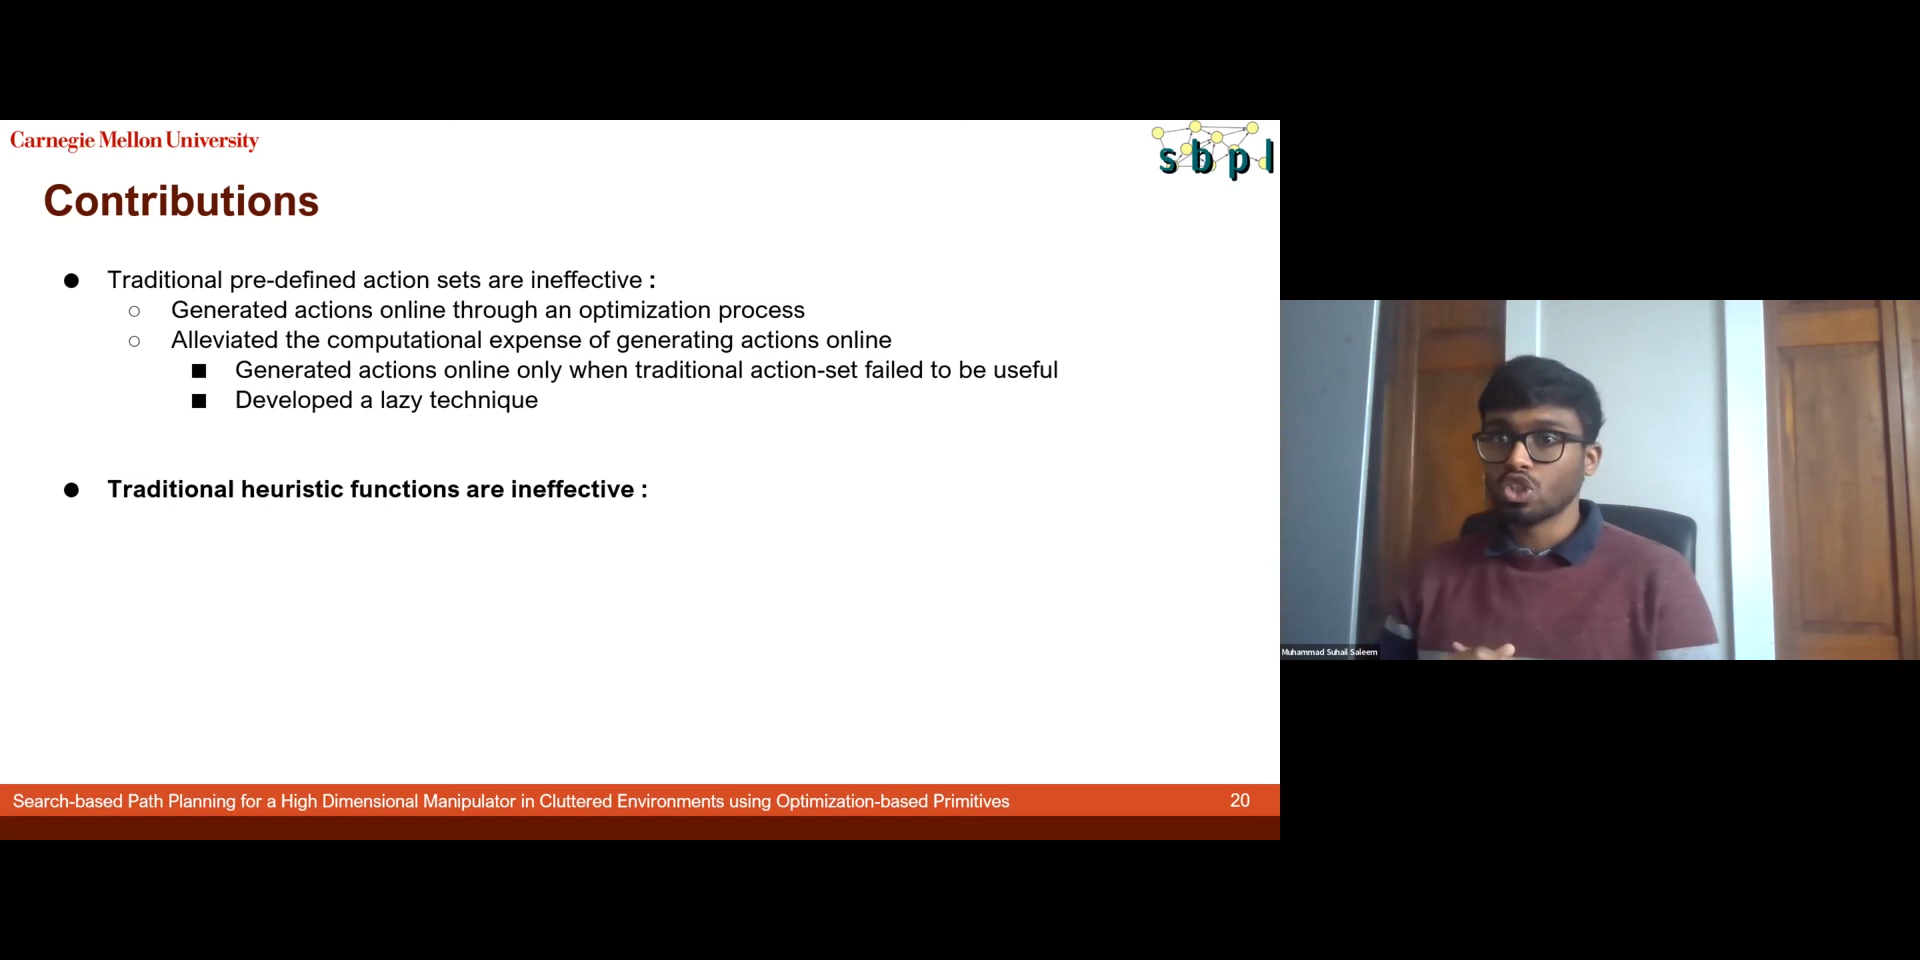 Carnegie Mellon University
sbpl
Contributions
● Traditional pre-defined action sets are ineffective :
○ Generated actions online through an optimization process
○ Alleviated the computational expense of generating actions online
■ Generated actions online only when traditional action-set failed to be useful
■ Developed a lazy technique
● Traditional heuristic functions are ineffective :
Muhammad Suhail Saleem
Search-based Path Planning for a High Dimensional Manipulator in Cluttered Environments using Optimization-based Primitives 20